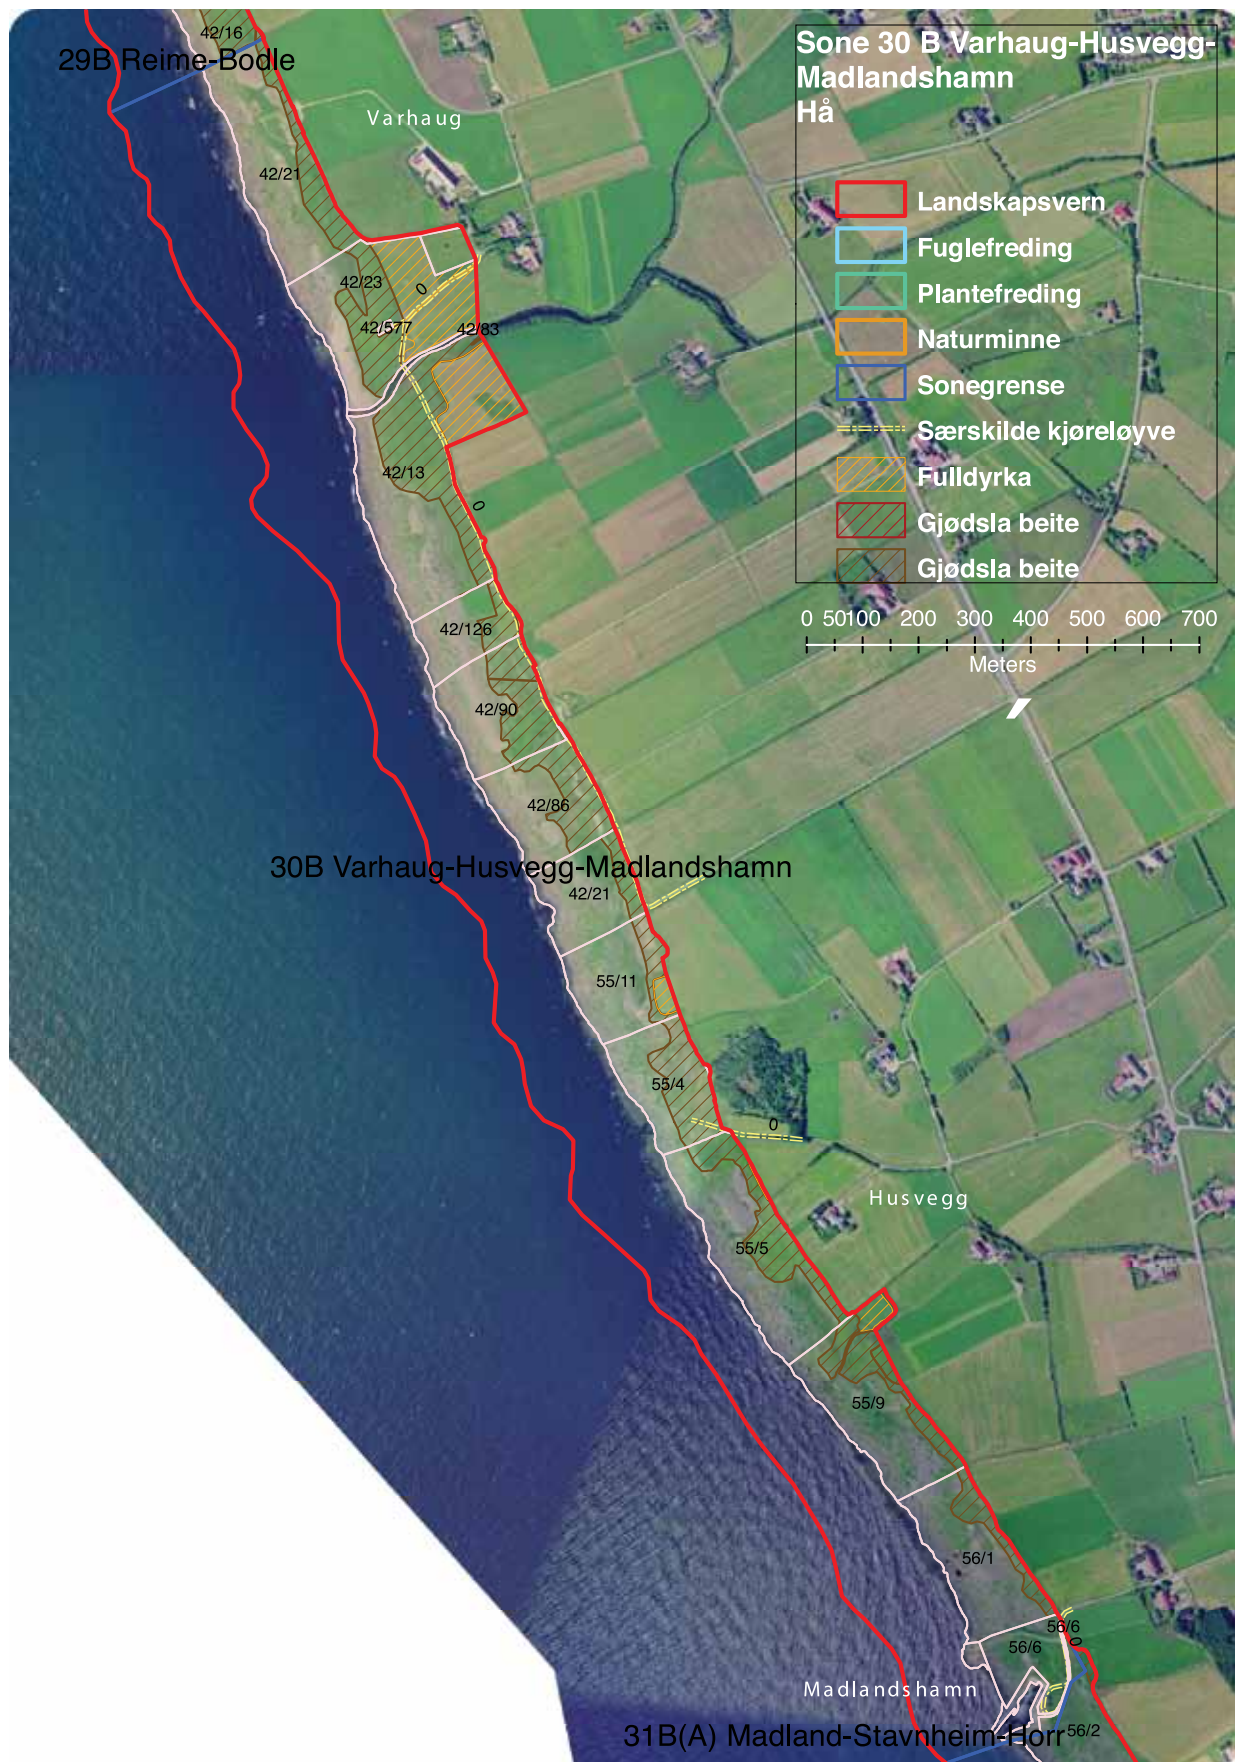 42/16
29B Reime-Bodle
Sone 30 B Varhaug-Husvegg-
Madlandshamn
Hå
Varhaug
42/21
Landskapsvern
Fuglefreding
Plantefreding
Naturminne
Sonegrense
Særskilde kjøreløyve
Fulldyrka
Gjødsla beite
Gjødsla beite
42/23
0
42/577
42/83
42/13
0
0 50100 200 300 400 500 600 700
Meters
42/126
42/90
42/86
30B Varhaug-Husvegg-Madlandshamn
42/21
55/11
55/4
0
Husvegg
55/5
55/9
56/1
56/6
56/6
0
Madlandshamn
31B(A) Madland-Stavnheim-Horr
56/2